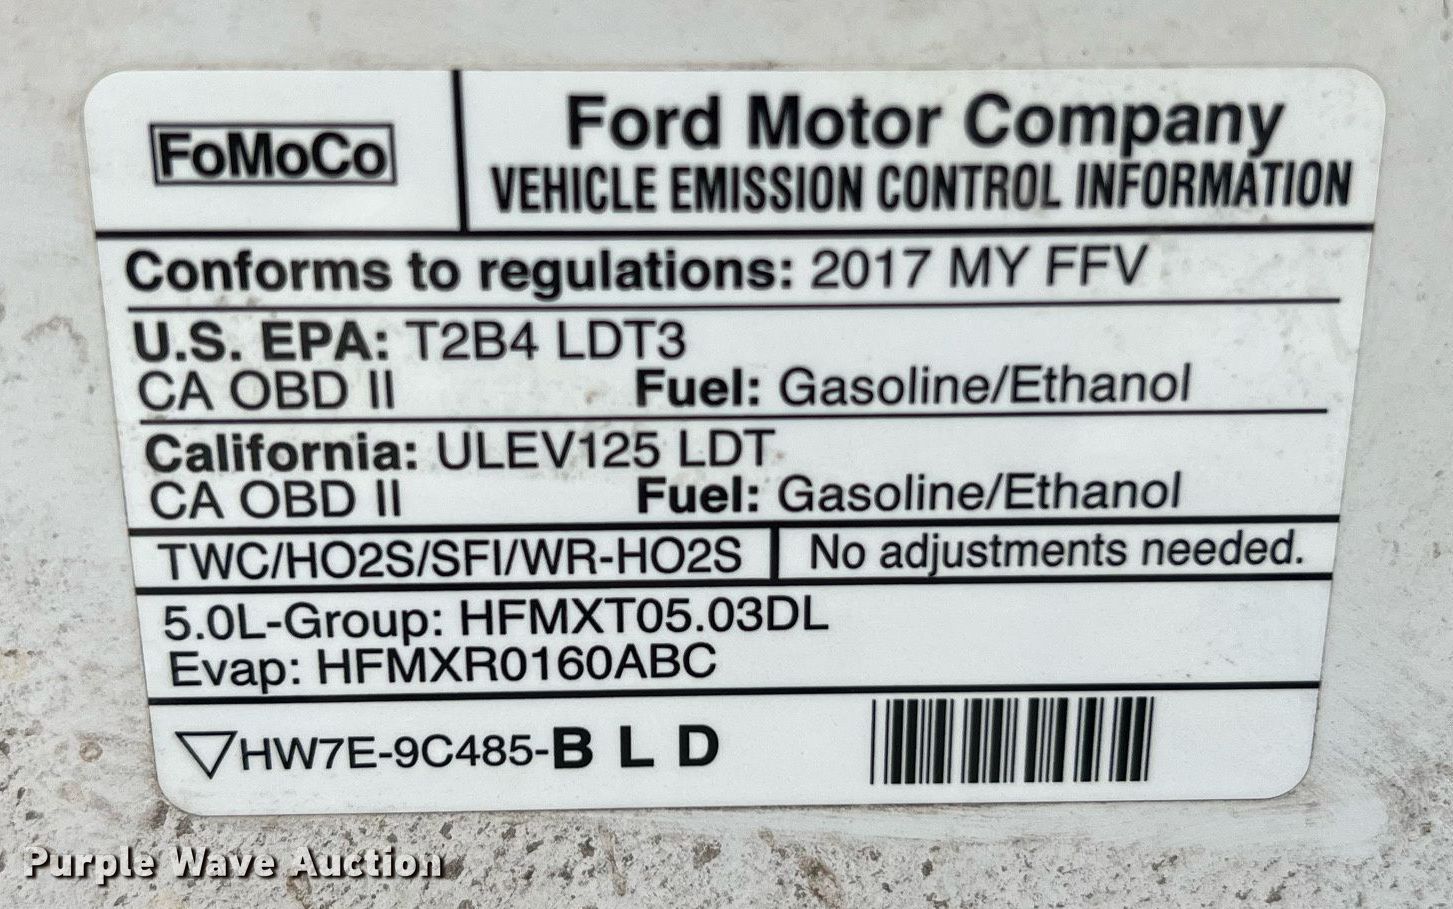 FoMoCo
Ford Motor Company
VEHICLE EMISSION CONTROL INFORMATION
Conforms to regulations: 2017 MY FFV
U.S. EPA: T2B4 LDT3
CA OBD II Fuel: Gasoline/Ethanol
California: ULEV125 LDT
CA OBD II Fuel: Gasoline/Ethanol
TWC/HO2S/SFI/WR-HO2S No adjustments needed.
5.0L-Group: HFMXT05.03DL
Evap: HFMXR0160ABC
HW7E-9C485-B L D
Purple Wave Auction